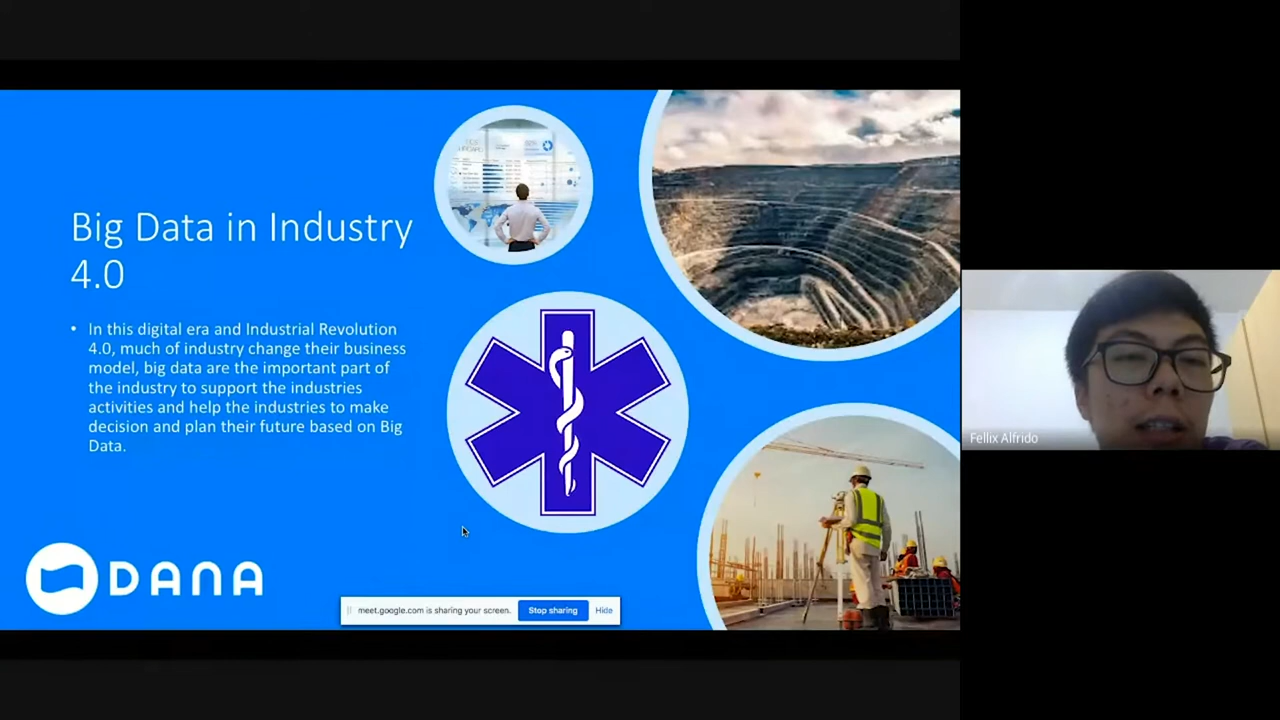 Big Data in Industry
4.0
• In this digital era and Industrial Revolution
4.0, much of industry change their business
model, big data are the important part of
the industry to support the industries
activities and help the industries to make
decision and plan their future based on Big
Data.
DANA
meet.google.com is sharing your screen. Stop sharing Hide
Fellix Alfrido